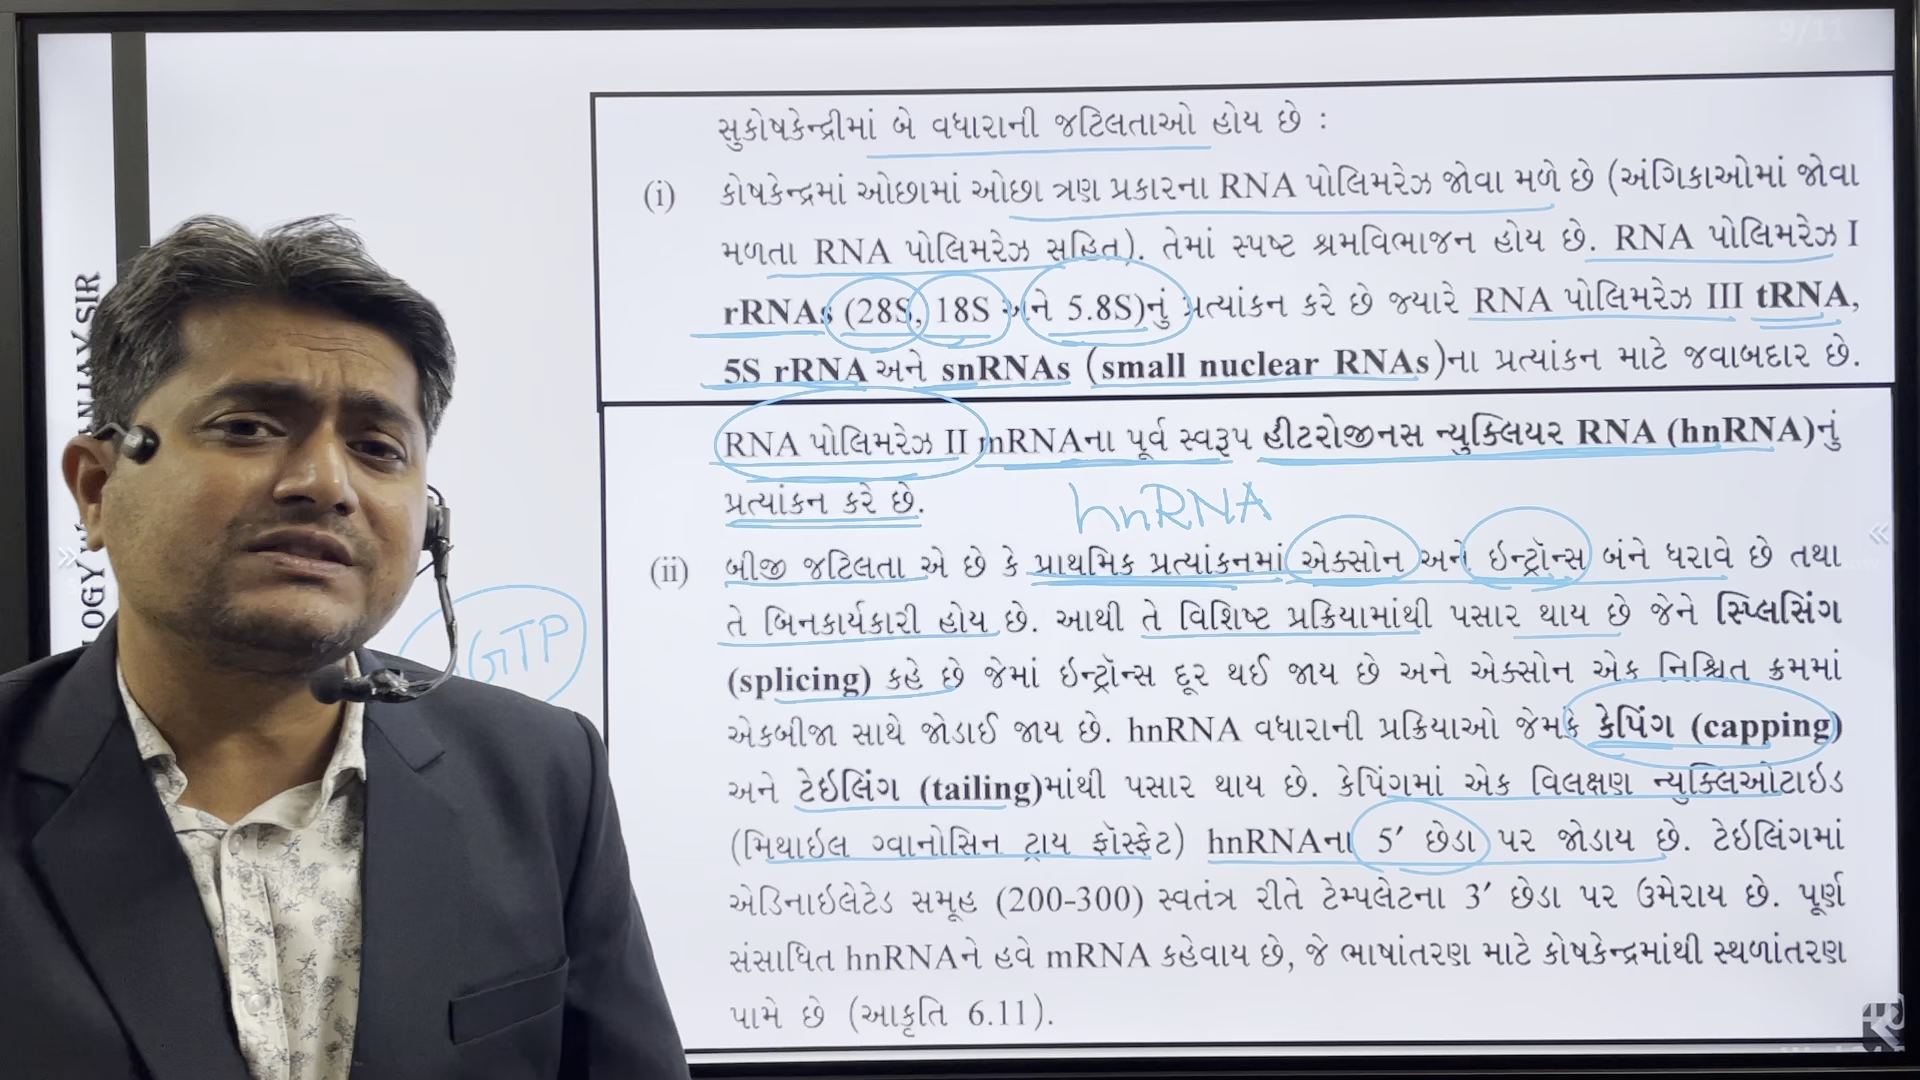 9/11
સુકોષકેન્દ્રીમાં બે વધારાની જટિલતાઓ હોય છે :
(i) કોષકેન્દ્રમાં ઓછામાં ઓછા ત્રણ પ્રકારના RNA પોલિમરેઝ જોવા મળે છે (અંગિકાઓમાં જોવા
મળતા RNA પોલિમરેઝ સહિત). તેમાં સ્પષ્ટ શ્રમવિભાજન હોય છે. RNA પોલિમરેઝ I
rRNAs (28S, 18S અને 5.8S)નું પ્રત્યાંકન કરે છે જ્યારે RNA પોલિમરેઝ III tRNA,
5S rRNA અને snRNAs (small nuclear RNAs)ના પ્રત્યાંકન માટે જવાબદાર છે.
RNA પોલિમરેઝ II mRNAના પૂર્વ સ્વરૂપ હીટરોજીનસ ન્યુક્લિયર RNA (hnRNA)નું
પ્રત્યાંકન કરે છે.
hnRNA
(ii) બીજી જટિલતા એ છે કે પ્રાથમિક પ્રત્યાંકનમાં એક્સોન અને ઇન્ટ્રૉન્સ બંને ધરાવે છે તથા
તે બિનકાર્યકારી હોય છે. આથી તે વિશિષ્ટ પ્રક્રિયામાંથી પસાર થાય છે જેને સ્પ્લિસિંગ
(splicing) કહે છે જેમાં ઇન્ટ્રૉન્સ દૂર થઈ જાય છે અને એક્સોન એક નિશ્ચિત ક્રમમાં
એકબીજા સાથે જોડાઈ જાય છે. hnRNA વધારાની પ્રક્રિયાઓ જેમકે કેપિંગ (capping)
અને ટેઇલિંગ (tailing)માંથી પસાર થાય છે. કેપિંગમાં એક વિલક્ષણ ન્યુક્લિઓટાઇડ
(મિથાઇલ ગ્વાનોસિન ટ્રાય ફૉસ્ફેટ) hnRNAના 5′ છેડા પર જોડાય છે. ટેઇલિંગમાં
એડિનાઇલેટેડ સમૂહ (200-300) સ્વતંત્ર રીતે ટેમ્પલેટના 3′ છેડા પર ઉમેરાય છે. પૂર્ણ
સંસાધિત hnRNAને હવે mRNA કહેવાય છે, જે ભાષાંતરણ માટે કોષકેન્દ્રમાંથી સ્થળાંતરણ
પામે છે (આકૃતિ 6.11).
GTP
SIR